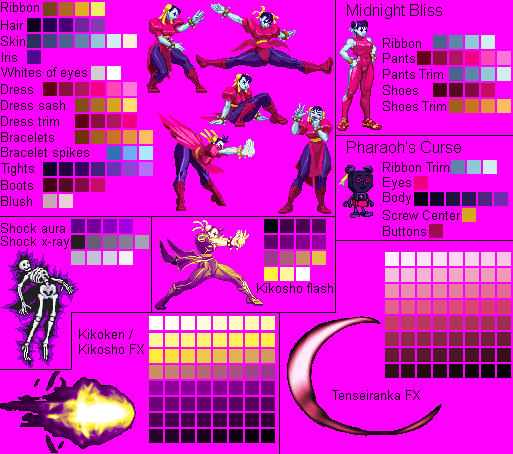 Ribbon
Hair
Skin
Iris
Whites of eyes
Dress
Dress sash
Dress trim
Bracelets
Bracelet spikes
Tights
Boots
Blush
Midnight Bliss
Ribbon
Pants
Pants Trim
Shoes
Shoes Trim
Pharaoh's Curse
Ribbon Trim
Eyes
Body
Screw Center
Buttons
Shock aura
Shock x-ray
Kikosho flash
Kikoken /
Kikosho FX
Tenseiranka FX